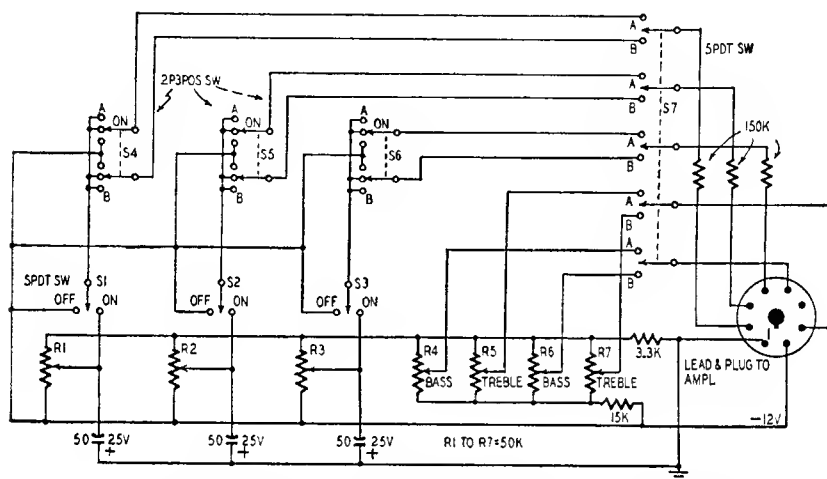 A
B
5PDT SW
2P3POS SW
A
B
S7
A
ON
S4
B
A
ON
S5
B
A
ON
S6
B
A
B
150K
A
B
A
B
SPDT SW
S1
OFF
ON
S2
OFF
ON
S3
OFF
ON
R1
R2
R3
R4
BASS
R5
TREBLE
R6
BASS
R7
TREBLE
3.3K
LEAD & PLUG TO
AMPL
15K
-12V
50
25V
+
50
25V
+
50
25V
+
R1 TO R7=50K